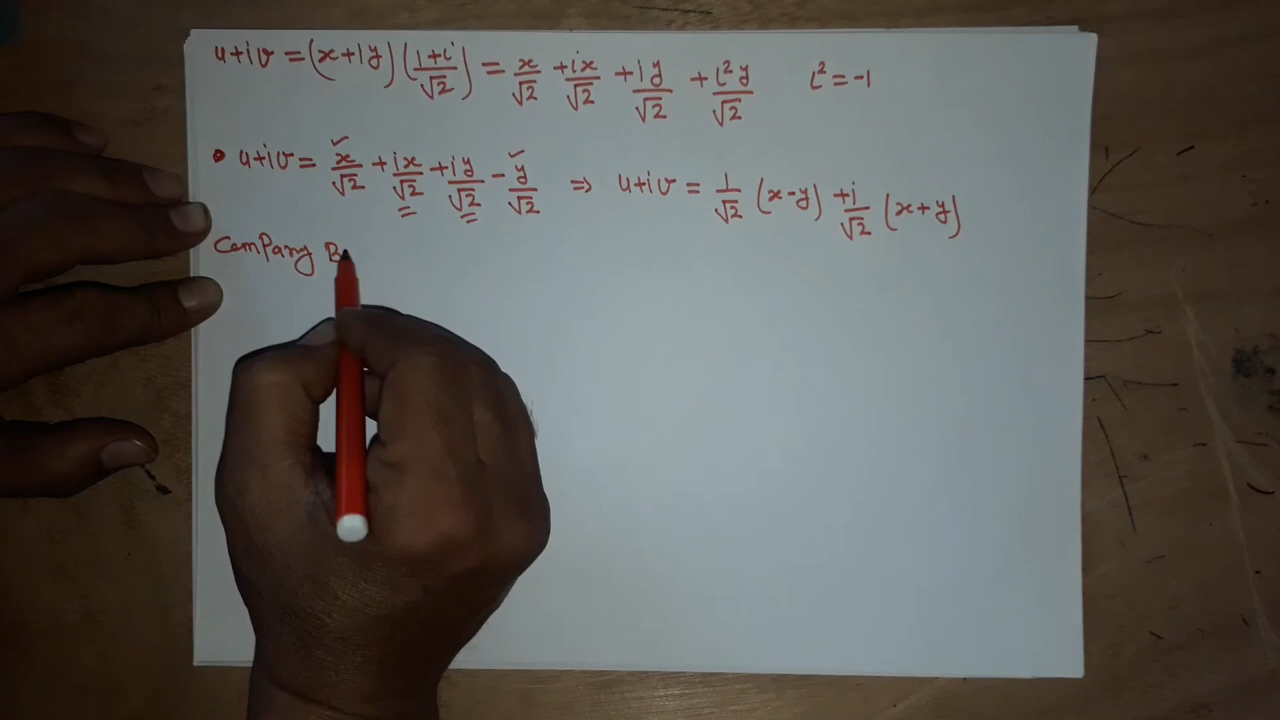 u+iv = (x+iy) (1+i/√2) = x/√2 + ix/√2 + iy/√2 + i²y/√2 i² = -1
• u+iv = x/√2 + ix/√2 + iy/√2 - y/√2 ⇒ u+iv = 1/√2 (x-y) + i/√2 (x+y)
Company B